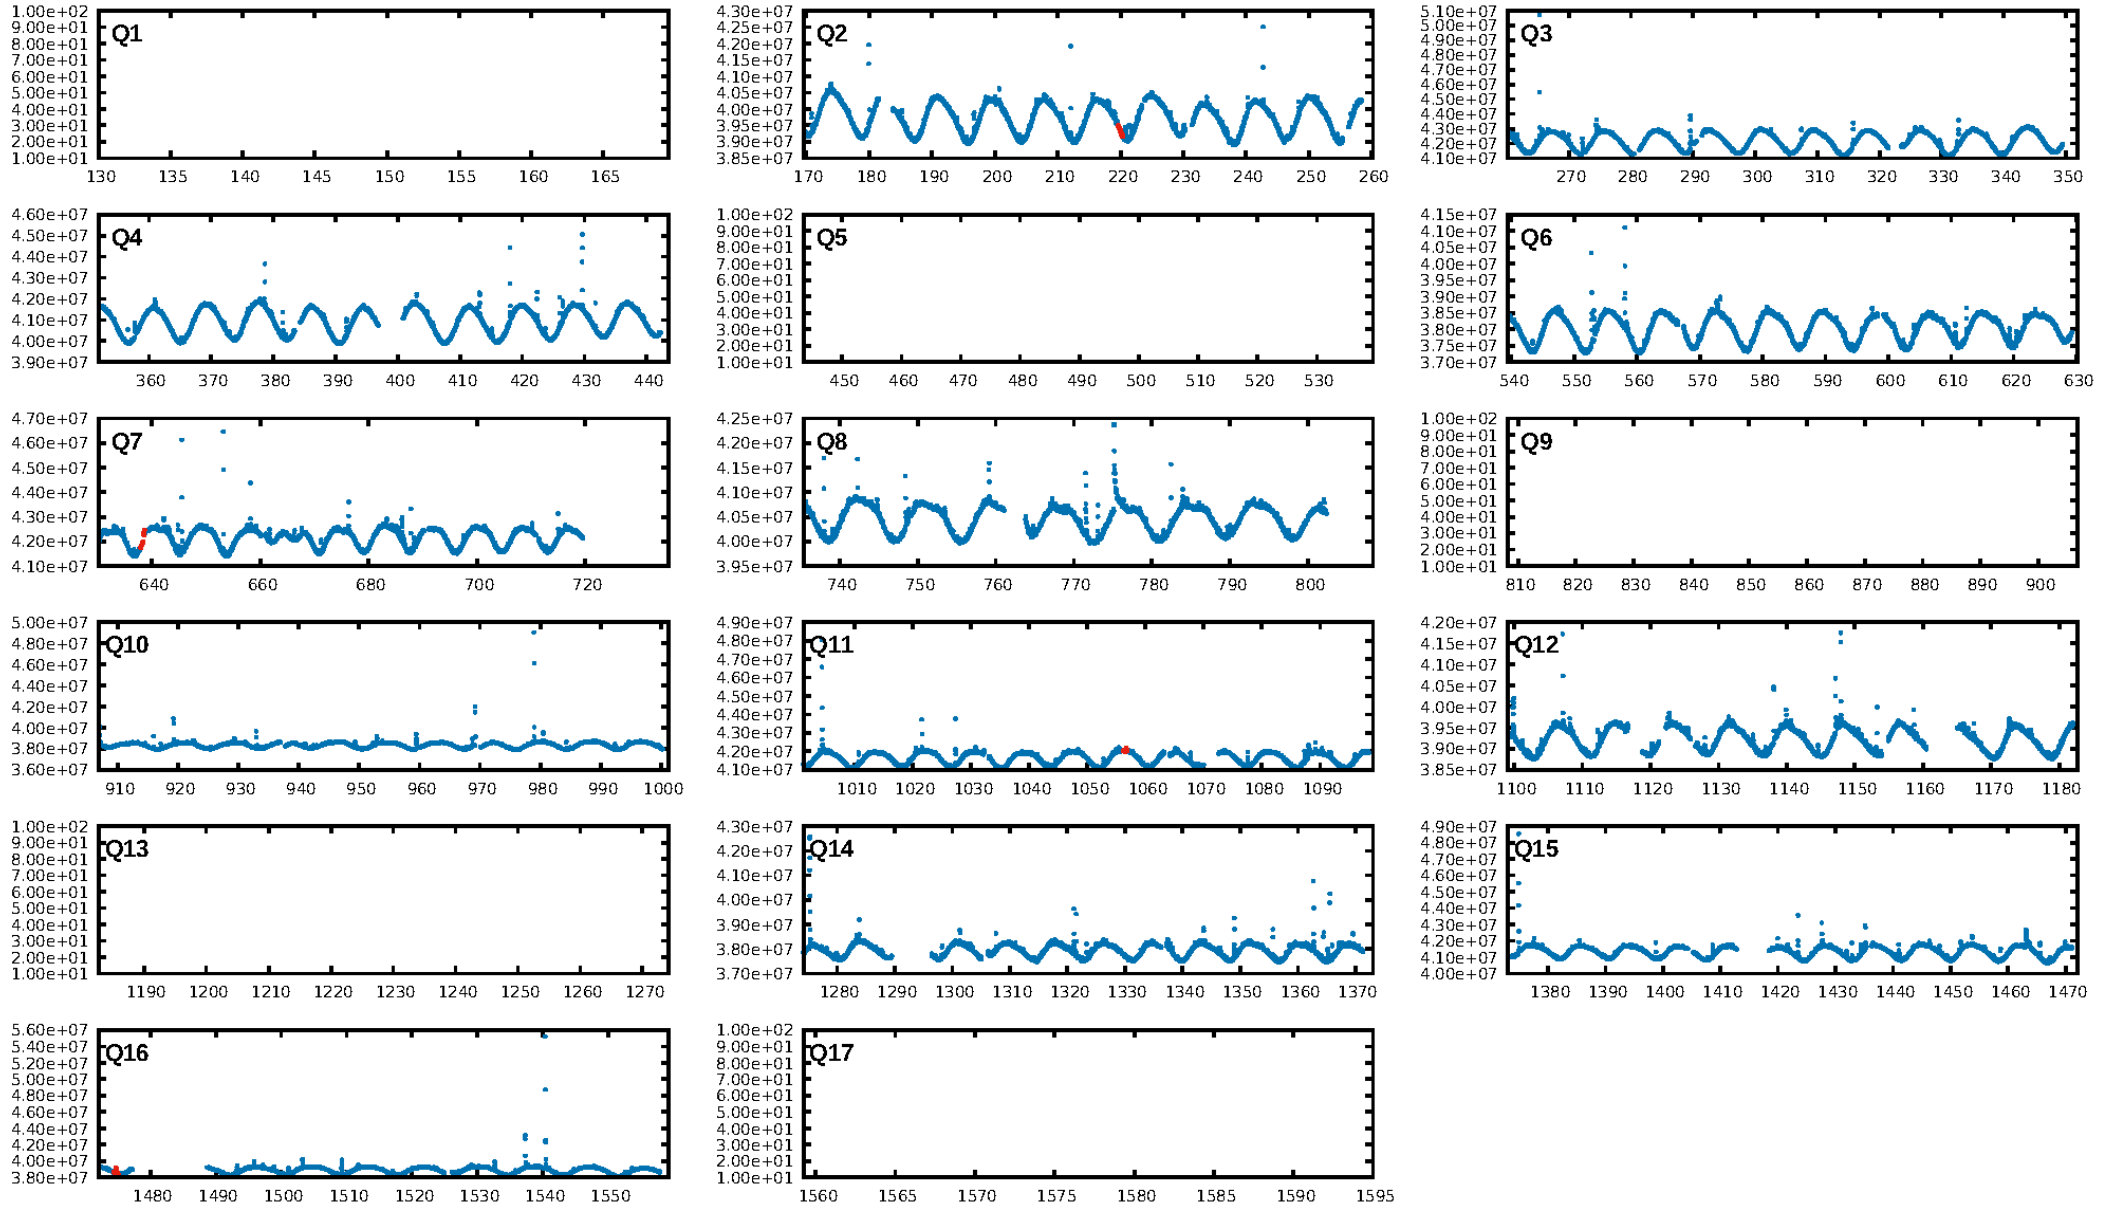 Q1
1.00e+02
9.00e+01
8.00e+01
7.00e+01
6.00e+01
5.00e+01
4.00e+01
3.00e+01
2.00e+01
1.00e+01
130 135 140 145 150 155 160 165
Q2
4.30e+07
4.25e+07
4.20e+07
4.15e+07
4.10e+07
4.05e+07
4.00e+07
3.95e+07
3.90e+07
3.85e+07
170 180 190 200 210 220 230 240 250 260
Q3
5.10e+07
5.00e+07
4.90e+07
4.80e+07
4.70e+07
4.60e+07
4.50e+07
4.40e+07
4.30e+07
4.20e+07
4.10e+07
270 280 290 300 310 320 330 340 350
Q4
4.60e+07
4.50e+07
4.40e+07
4.30e+07
4.20e+07
4.10e+07
4.00e+07
3.90e+07
360 370 380 390 400 410 420 430 440
Q5
1.00e+02
9.00e+01
8.00e+01
7.00e+01
6.00e+01
5.00e+01
4.00e+01
3.00e+01
2.00e+01
1.00e+01
450 460 470 480 490 500 510 520 530
Q6
4.15e+07
4.10e+07
4.05e+07
4.00e+07
3.95e+07
3.90e+07
3.85e+07
3.80e+07
3.75e+07
3.70e+07
540 550 560 570 580 590 600 610 620 630
Q7
4.70e+07
4.60e+07
4.50e+07
4.40e+07
4.30e+07
4.20e+07
4.10e+07
640 660 680 700 720
Q8
4.25e+07
4.20e+07
4.15e+07
4.10e+07
4.05e+07
4.00e+07
3.95e+07
740 750 760 770 780 790 800
Q9
1.00e+02
9.00e+01
8.00e+01
7.00e+01
6.00e+01
5.00e+01
4.00e+01
3.00e+01
2.00e+01
1.00e+01
810 820 830 840 850 860 870 880 890 900
Q10
5.00e+07
4.80e+07
4.60e+07
4.40e+07
4.20e+07
4.00e+07
3.80e+07
3.60e+07
910 920 930 940 950 960 970 980 990 1000
Q11
4.90e+07
4.80e+07
4.70e+07
4.60e+07
4.50e+07
4.40e+07
4.30e+07
4.20e+07
4.10e+07
1010 1020 1030 1040 1050 1060 1070 1080 1090
Q12
4.20e+07
4.15e+07
4.10e+07
4.05e+07
4.00e+07
3.95e+07
3.90e+07
3.85e+07
1100 1110 1120 1130 1140 1150 1160 1170 1180
Q13
1.00e+02
9.00e+01
8.00e+01
7.00e+01
6.00e+01
5.00e+01
4.00e+01
3.00e+01
2.00e+01
1.00e+01
1190 1200 1210 1220 1230 1240 1250 1260 1270
Q14
4.30e+07
4.20e+07
4.10e+07
4.00e+07
3.90e+07
3.80e+07
3.70e+07
1280 1290 1300 1310 1320 1330 1340 1350 1360 1370
Q15
4.90e+07
4.80e+07
4.70e+07
4.60e+07
4.50e+07
4.40e+07
4.30e+07
4.20e+07
4.10e+07
4.00e+07
1380 1390 1400 1410 1420 1430 1440 1450 1460 1470
Q16
5.60e+07
5.40e+07
5.20e+07
5.00e+07
4.80e+07
4.60e+07
4.40e+07
4.20e+07
4.00e+07
3.80e+07
1480 1490 1500 1510 1520 1530 1540 1550
Q17
1.00e+02
9.00e+01
8.00e+01
7.00e+01
6.00e+01
5.00e+01
4.00e+01
3.00e+01
2.00e+01
1.00e+01
1560 1565 1570 1575 1580 1585 1590 1595